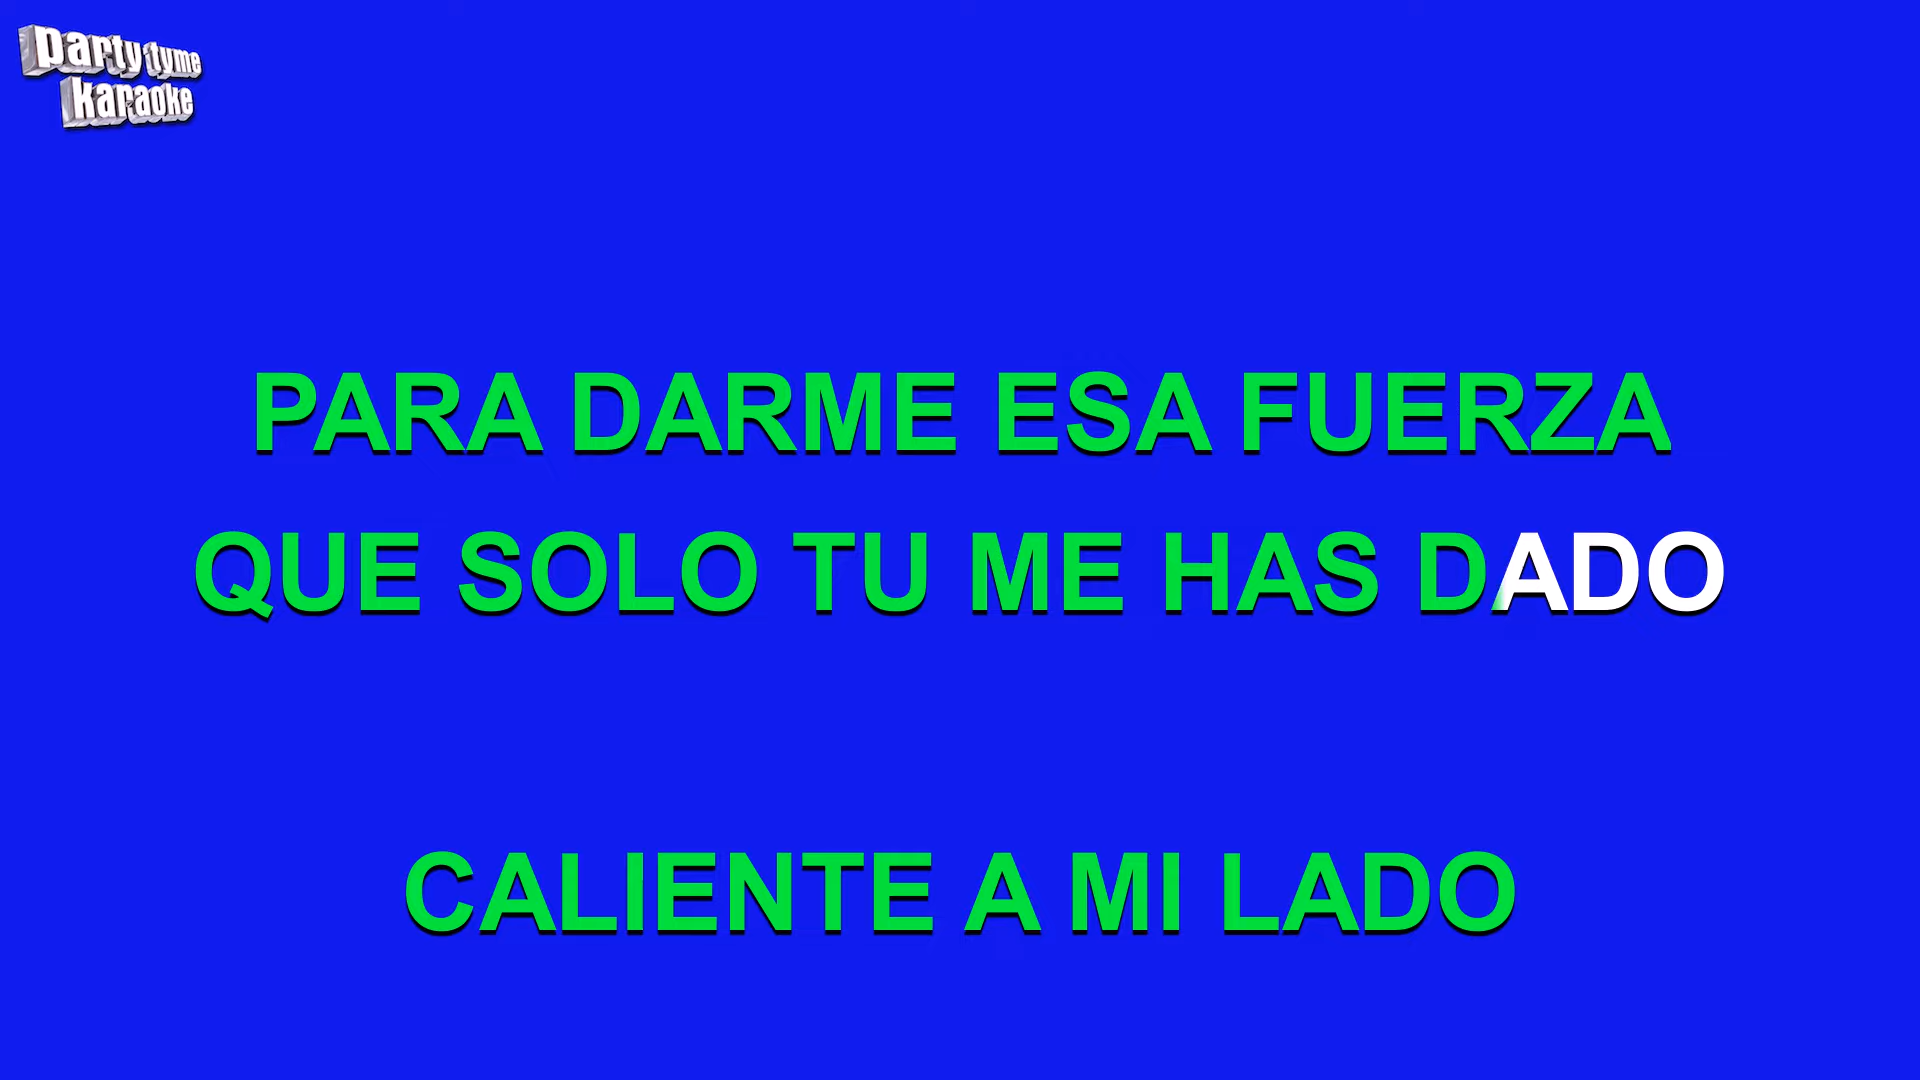 party tyme
karaoke
PARA DARME ESA FUERZA
QUE SOLO TU ME HAS DADO
CALIENTE A MI LADO